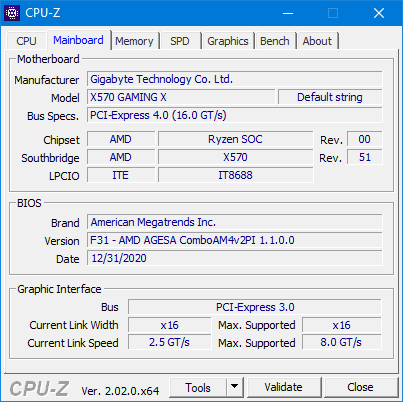 CPU-Z
CPU Mainboard Memory SPD Graphics Bench About
Motherboard
Manufacturer Gigabyte Technology Co. Ltd.
Model X570 GAMING X Default string
Bus Specs. PCI-Express 4.0 (16.0 GT/s)
Chipset AMD Ryzen SOC Rev. 00
Southbridge AMD X570 Rev. 51
LPCIO ITE IT8688
BIOS
Brand American Megatrends Inc.
Version F31 - AMD AGESA ComboAM4v2PI 1.1.0.0
Date 12/31/2020
Graphic Interface
Bus PCI-Express 3.0
Current Link Width x16 Max. Supported x16
Current Link Speed 2.5 GT/s Max. Supported 8.0 GT/s
CPU-Z Ver. 2.02.0.x64 Tools Validate Close